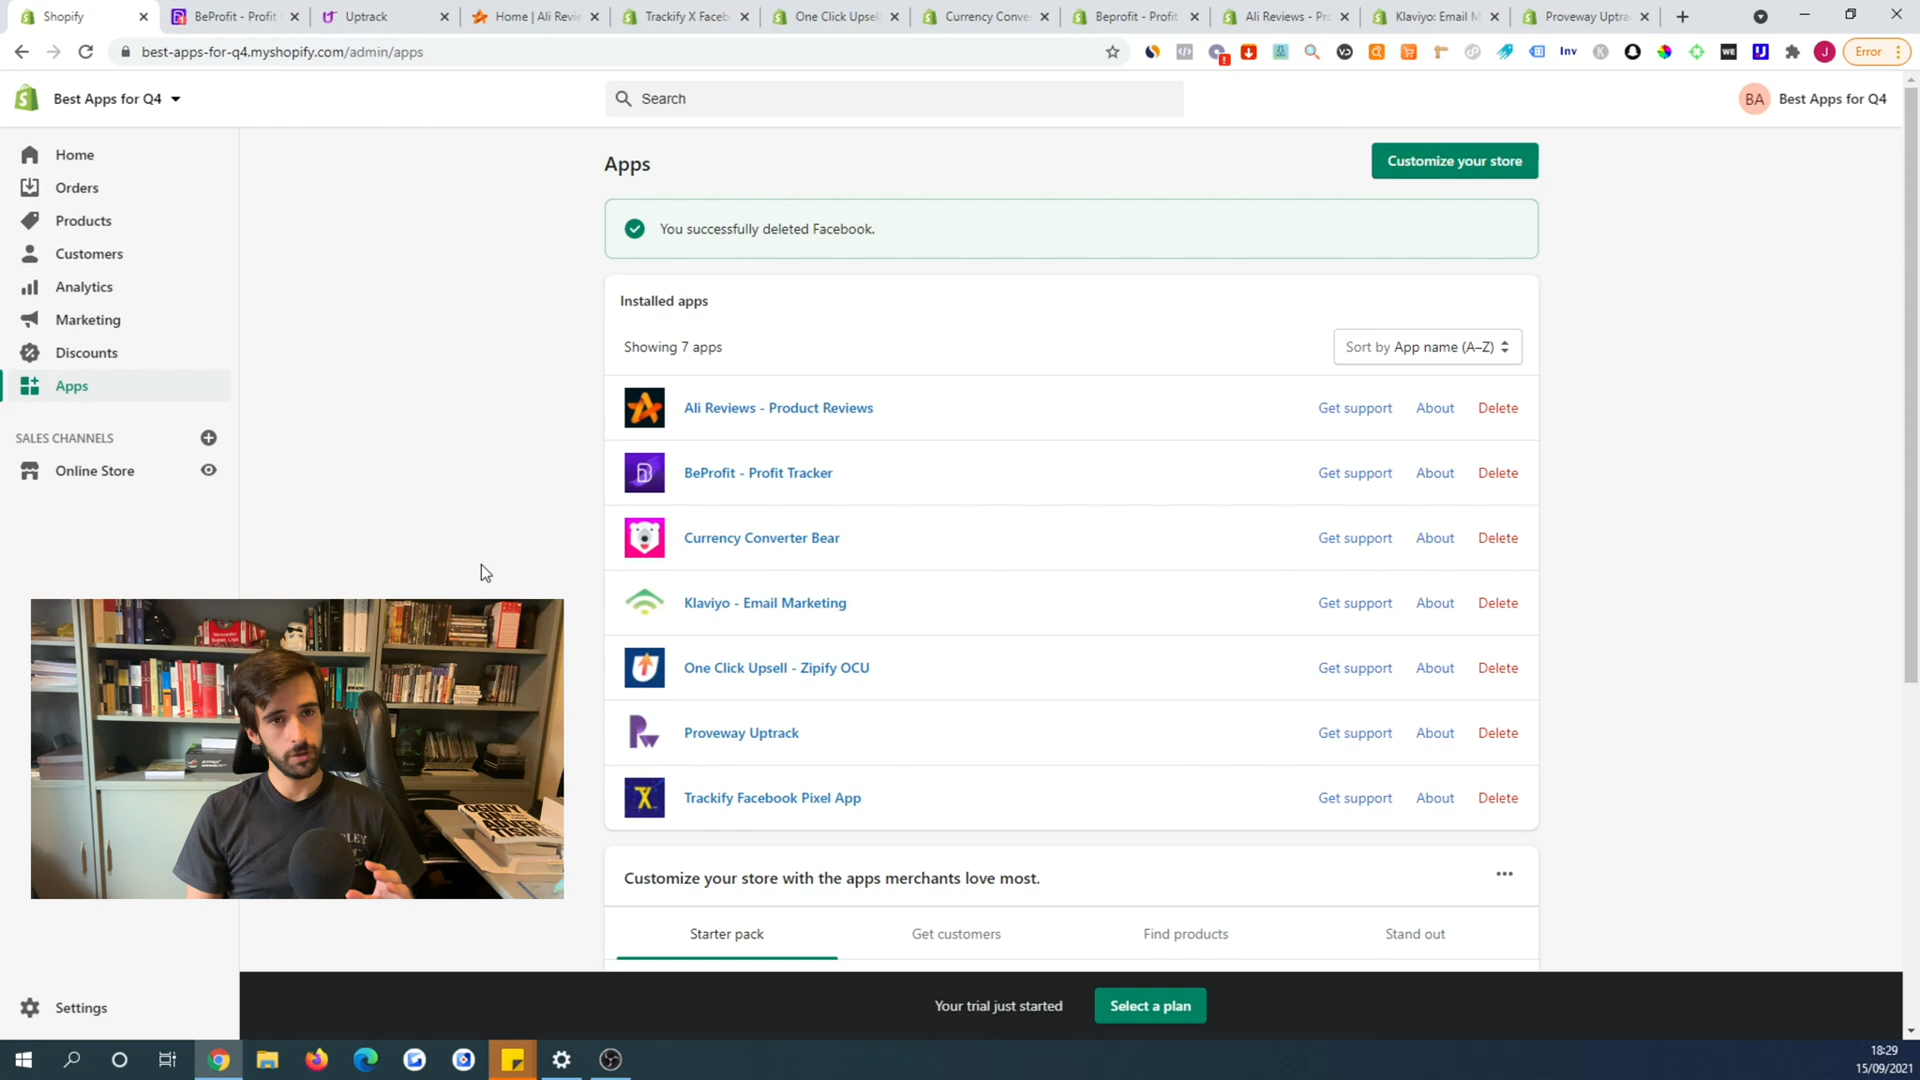 Shopify
BeProfit - Profit
Uptrack
Home | Ali Revie
Trackify X Faceb
One Click Upsell
Currency Conve
Beprofit - Profit
Ali Reviews - Pr
Klaviyo: Email M
Proveway Uptra
best-apps-for-q4.myshopify.com/admin/apps
Inv
WE
J
Error
Best Apps for Q4
Search
BA
Best Apps for Q4
Home
Orders
Products
Customers
Analytics
Marketing
Discounts
Apps
SALES CHANNELS
Online Store
Settings
Apps
Customize your store
You successfully deleted Facebook.
Installed apps
Showing 7 apps
Sort by App name (A–Z)
Ali Reviews - Product Reviews
Get support About Delete
BeProfit - Profit Tracker
Get support About Delete
Currency Converter Bear
Get support About Delete
Klaviyo - Email Marketing
Get support About Delete
One Click Upsell - Zipify OCU
Get support About Delete
Proveway Uptrack
Get support About Delete
Trackify Facebook Pixel App
Get support About Delete
Customize your store with the apps merchants love most.
Starter pack
Get customers
Find products
Stand out
Your trial just started
Select a plan
OGILVY
ON ADVER
TISING
18:29
15/09/2021